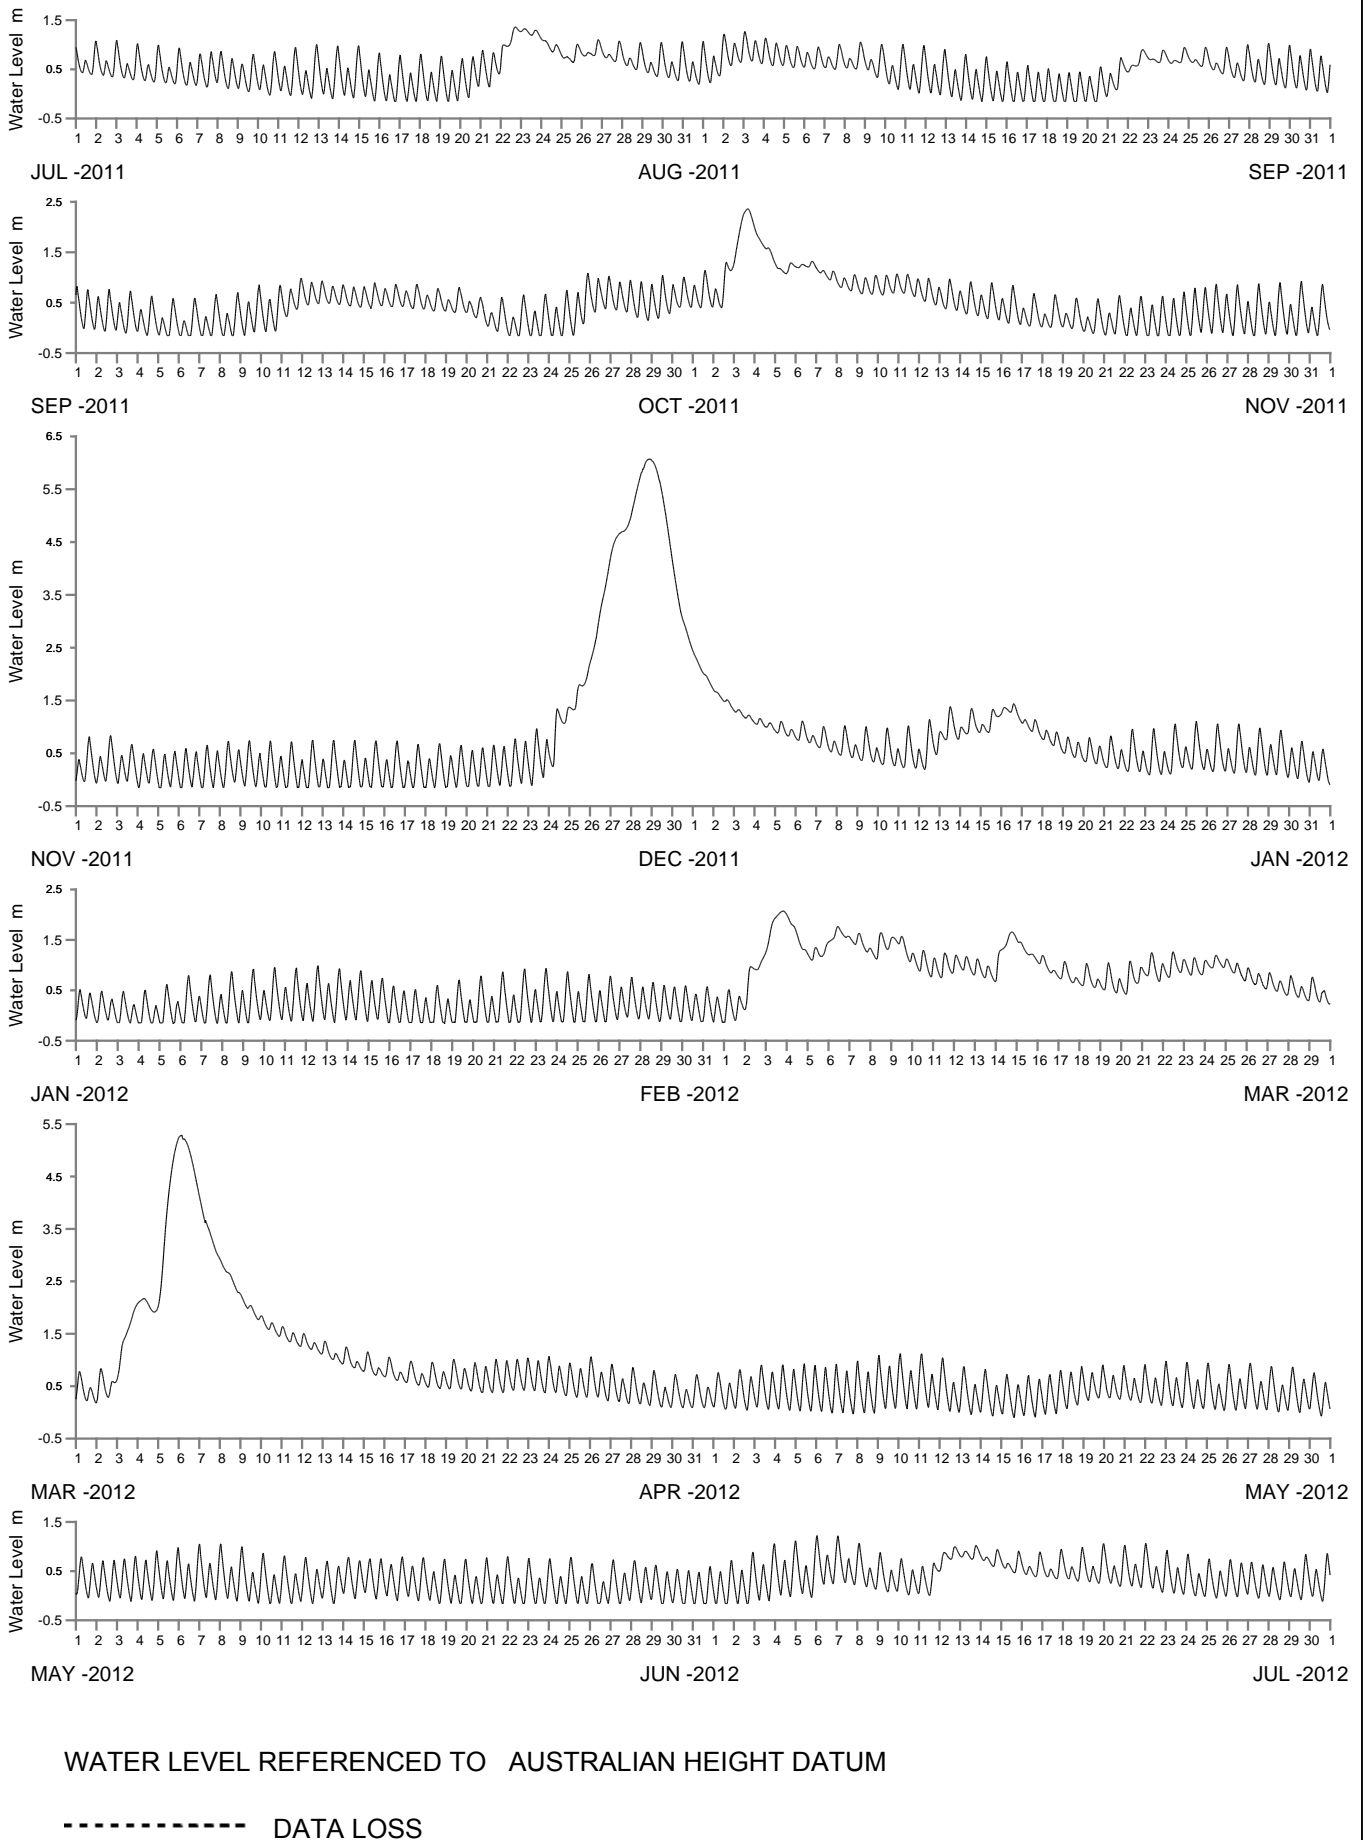 Water Level m
1.5
0.5
-0.5
1 2 3 4 5 6 7 8 9 10 11 12 13 14 15 16 17 18 19 20 21 22 23 24 25 26 27 28 29 30 31 1 2 3 4 5 6 7 8 9 10 11 12 13 14 15 16 17 18 19 20 21 22 23 24 25 26 27 28 29 30 31 1
JUL -2011 AUG -2011 SEP -2011
Water Level m
2.5
1.5
0.5
-0.5
1 2 3 4 5 6 7 8 9 10 11 12 13 14 15 16 17 18 19 20 21 22 23 24 25 26 27 28 29 30 1 2 3 4 5 6 7 8 9 10 11 12 13 14 15 16 17 18 19 20 21 22 23 24 25 26 27 28 29 30 31 1
SEP -2011 OCT -2011 NOV -2011
Water Level m
6.5
5.5
4.5
3.5
2.5
1.5
0.5
-0.5
1 2 3 4 5 6 7 8 9 10 11 12 13 14 15 16 17 18 19 20 21 22 23 24 25 26 27 28 29 30 1 2 3 4 5 6 7 8 9 10 11 12 13 14 15 16 17 18 19 20 21 22 23 24 25 26 27 28 29 30 31 1
NOV -2011 DEC -2011 JAN -2012
Water Level m
2.5
1.5
0.5
-0.5
1 2 3 4 5 6 7 8 9 10 11 12 13 14 15 16 17 18 19 20 21 22 23 24 25 26 27 28 29 30 31 1 2 3 4 5 6 7 8 9 10 11 12 13 14 15 16 17 18 19 20 21 22 23 24 25 26 27 28 29 1
JAN -2012 FEB -2012 MAR -2012
Water Level m
5.5
4.5
3.5
2.5
1.5
0.5
-0.5
1 2 3 4 5 6 7 8 9 10 11 12 13 14 15 16 17 18 19 20 21 22 23 24 25 26 27 28 29 30 31 1 2 3 4 5 6 7 8 9 10 11 12 13 14 15 16 17 18 19 20 21 22 23 24 25 26 27 28 29 30 1
MAR -2012 APR -2012 MAY -2012
Water Level m
1.5
0.5
-0.5
1 2 3 4 5 6 7 8 9 10 11 12 13 14 15 16 17 18 19 20 21 22 23 24 25 26 27 28 29 30 31 1 2 3 4 5 6 7 8 9 10 11 12 13 14 15 16 17 18 19 20 21 22 23 24 25 26 27 28 29 30 1
MAY -2012 JUN -2012 JUL -2012
WATER LEVEL REFERENCED TO AUSTRALIAN HEIGHT DATUM
DATA LOSS